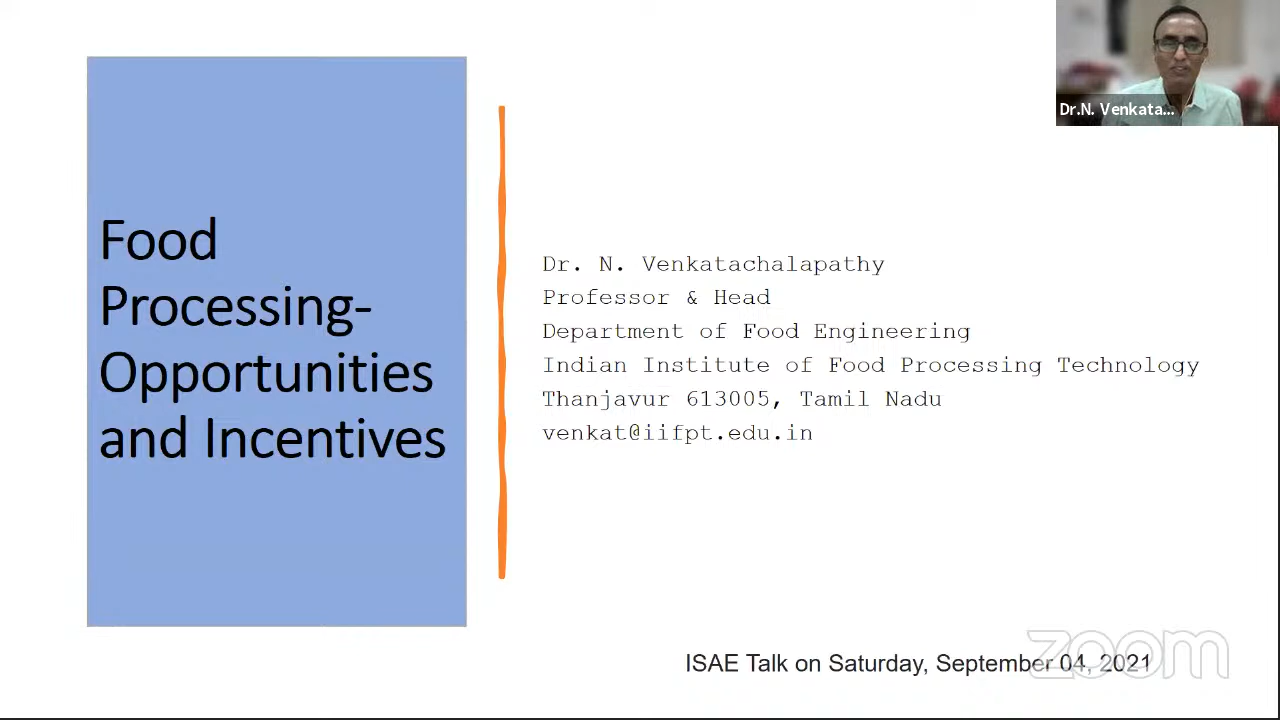 Dr.N. Venkata...
Food
Processing-
Opportunities
and Incentives
Dr. N. Venkatachalapathy
Professor & Head
Department of Food Engineering
Indian Institute of Food Processing Technology
Thanjavur 613005, Tamil Nadu
venkat@iifpt.edu.in
ISAE Talk on Saturday, September 04, 2021
zoom